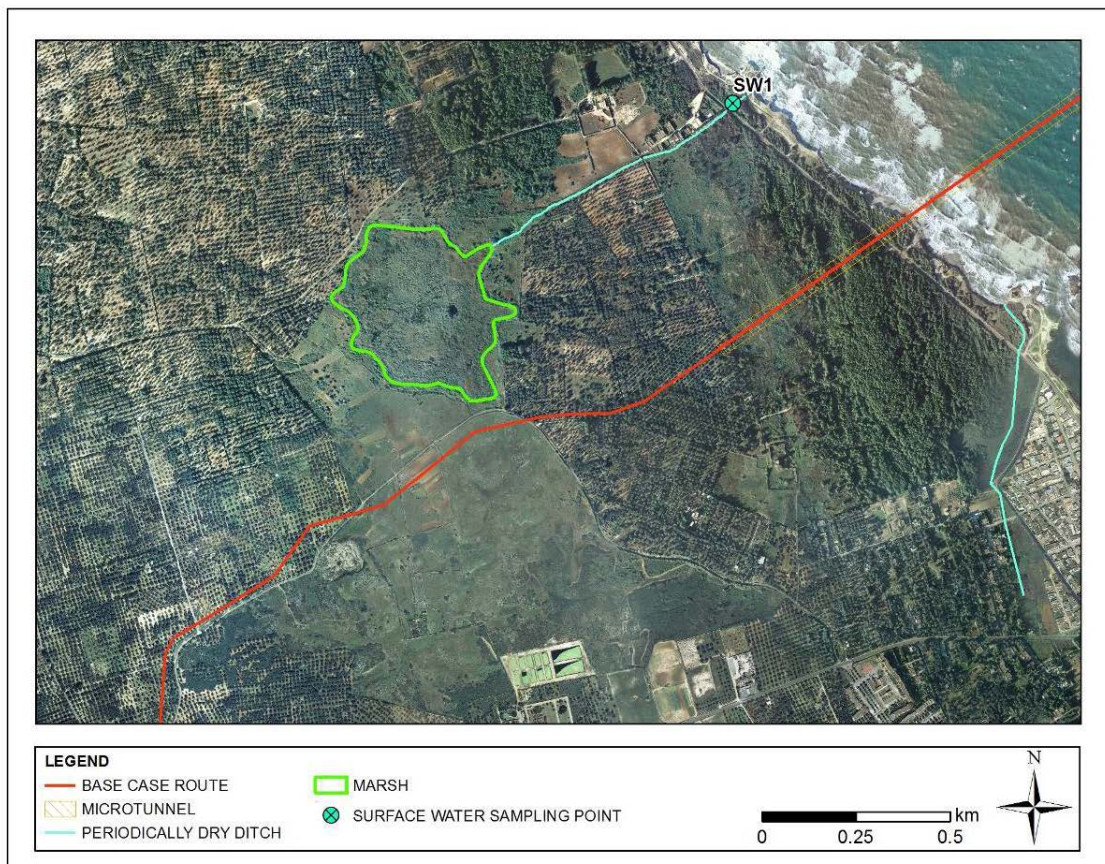 SW1
LEGEND
BASE CASE ROUTE
MICROTUNNEL
PERIODICALLY DRY DITCH
MARSH
SURFACE WATER SAMPLING POINT
km
0 0.25 0.5
N